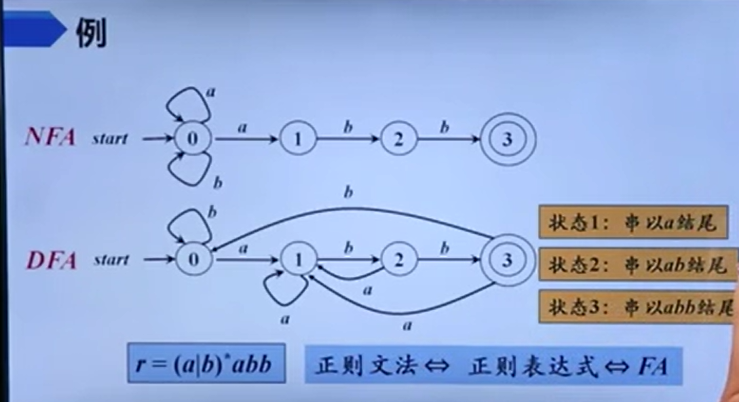 例
a
NFA start 0 a 1 b 2 b 3
b
b
b
DFA start 0 a 1 b 2 b 3
a
a
a
状态1：串以a结尾
状态2：串以ab结尾
状态3：串以abb结尾
r = (a|b)*abb
正则文法⇔ 正则表达式⇔ FA